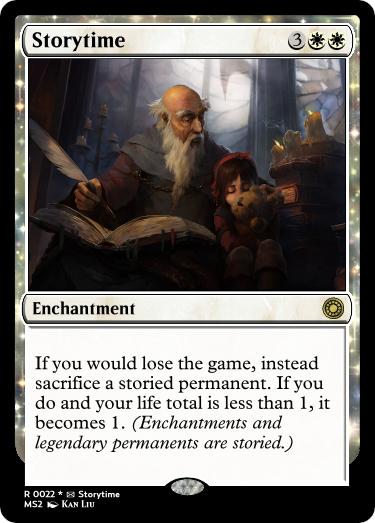 Storytime 3
Enchantment
If you would lose the game, instead
sacrifice a storied permanent. If you
do and your life total is less than 1, it
becomes 1. (Enchantments and
legendary permanents are storied.)
R 0022 * Storytime
MS2 Kan Liu